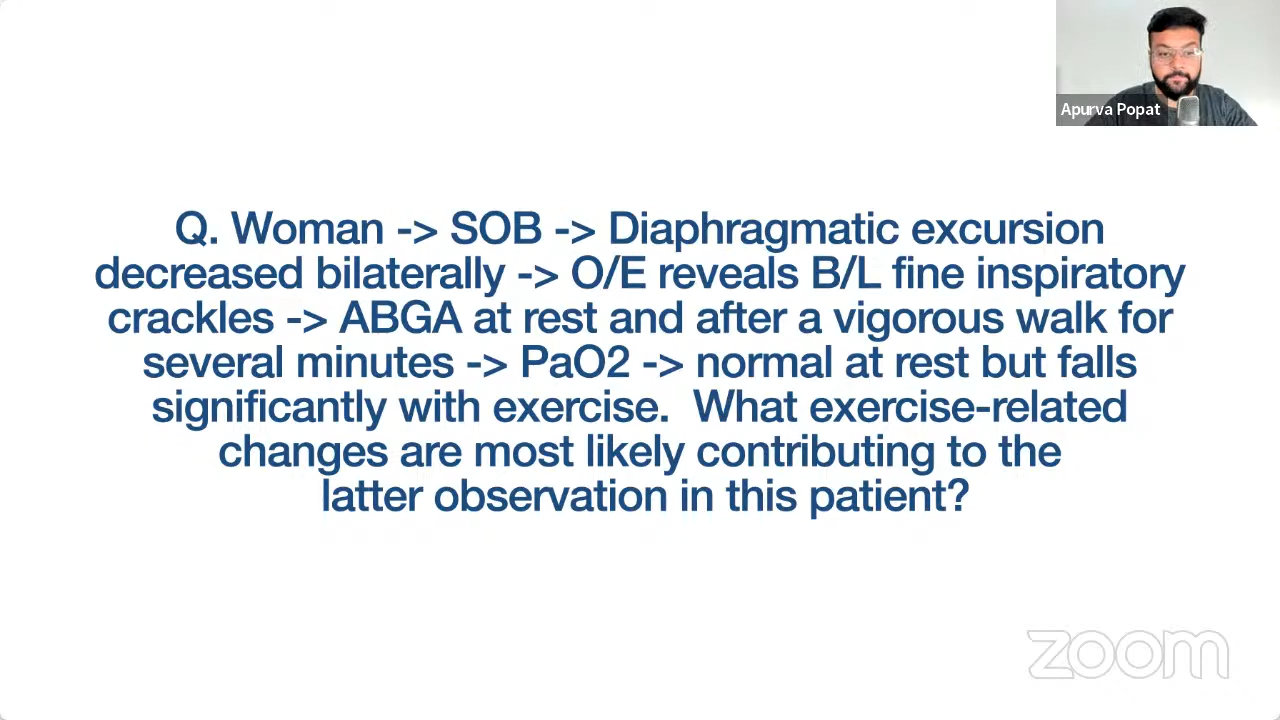 Apurva Popat
Q. Woman -> SOB -> Diaphragmatic excursion
decreased bilaterally -> O/E reveals B/L fine inspiratory
crackles -> ABGA at rest and after a vigorous walk for
several minutes -> PaO2 -> normal at rest but falls
significantly with exercise.  What exercise-related
changes are most likely contributing to the
latter observation in this patient?
zoom